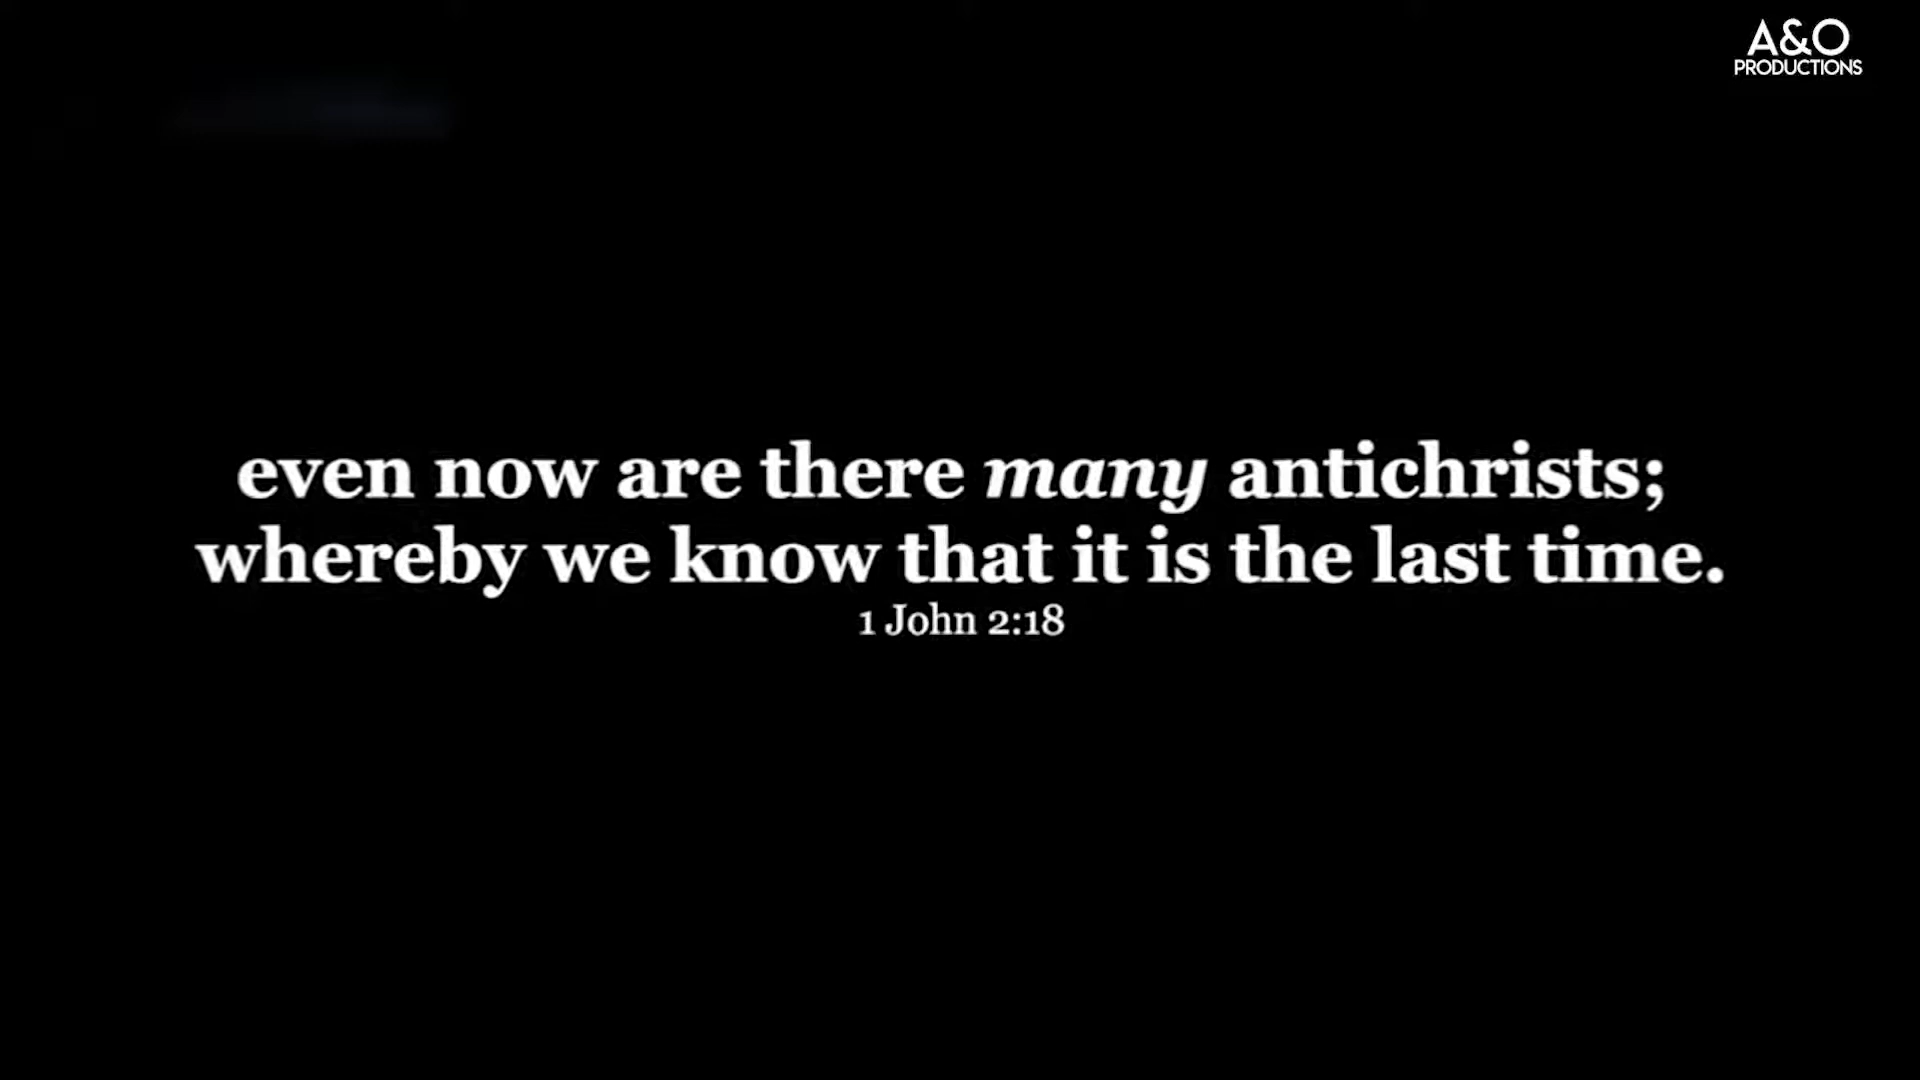 A&O
PRODUCTIONS
even now are there many antichrists;
whereby we know that it is the last time.
1 John 2:18